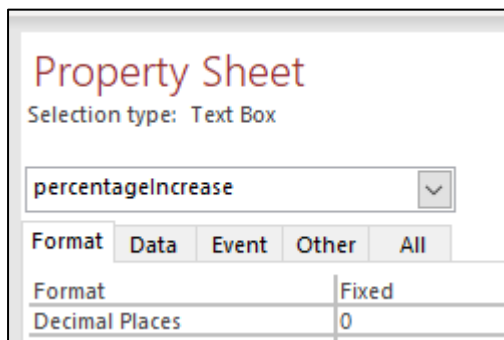 Property Sheet
Selection type: Text Box
percentageIncrease
Format Data Event Other All
Format Fixed
Decimal Places 0